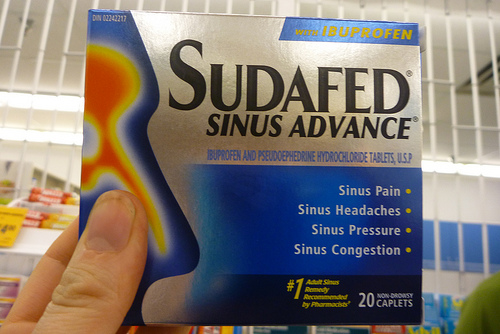 DIN 02242217
WITH IBUPROFEN
SUDAFED®
SINUS ADVANCE®
IBUPROFEN AND PSEUDOEPHEDRINE HYDROCHLORIDE TABLETS, U.S.P
Sinus Pain •
Sinus Headaches •
Sinus Pressure •
Sinus Congestion •
#1 Adult Sinus
Remedy
Recommended
by Pharmacists*
20 NON-DROWSY
CAPLETS